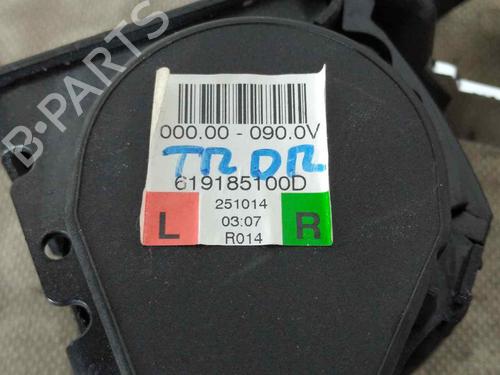 B-PARTS
000.00 - 090.0V
TR DR
619185100D
251014
L 03:07 R
R014